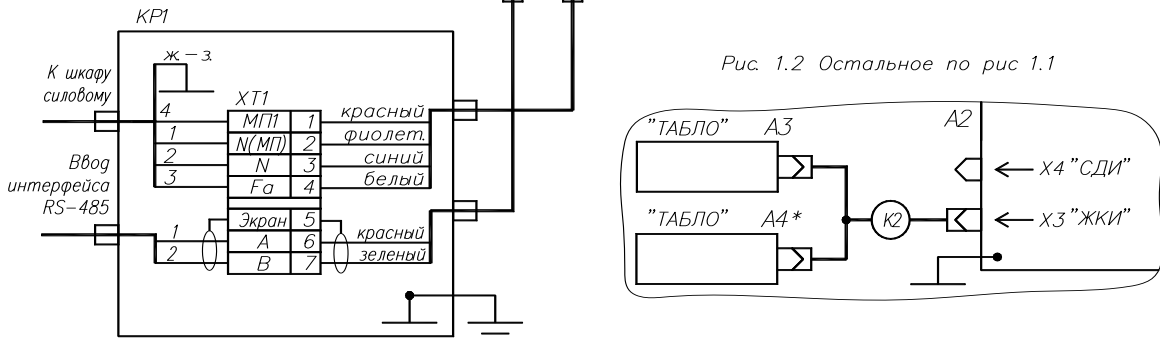 КР1
ж.-з.
К шкафу
силовому
ХТ1
4 МП1 1 красный
1 N(МП) 2 фиолет.
2 N 3 синий
3 Fa 4 белый
Ввод
интерфейса
RS-485
Экран 5
1 А 6 красный
2 В 7 зеленый
Рис. 1.2 Остальное по рис 1.1
"ТАБЛО" А3
А2
Х4 "СДИ"
"ТАБЛО" А4*
К2
Х3 "ЖКИ"